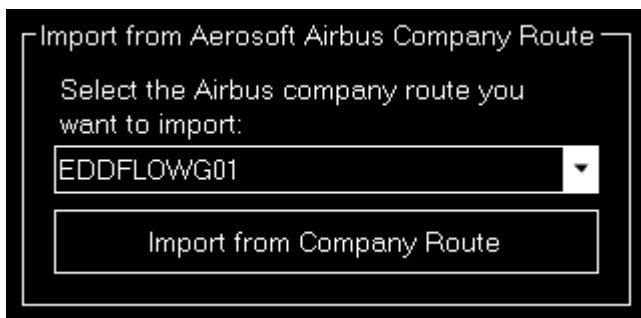 Import from Aerosoft Airbus Company Route
Select the Airbus company route you
want to import:
EDDFLOWG01
Import from Company Route